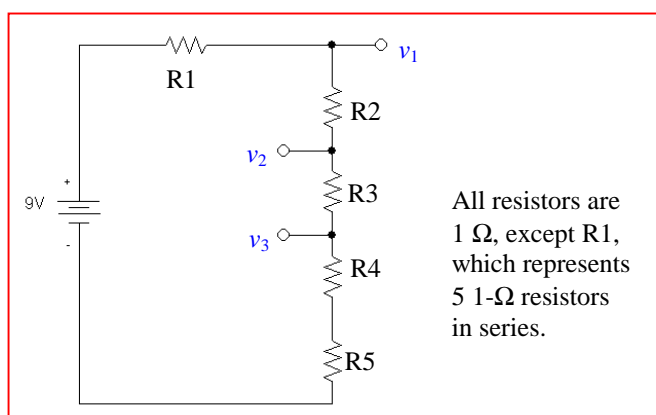 v1
R1
R2
v2
+
9V
R3
All resistors are
1 Ω, except R1,
v3
which represents
-
R4
5 1-Ω resistors
in series.
R5